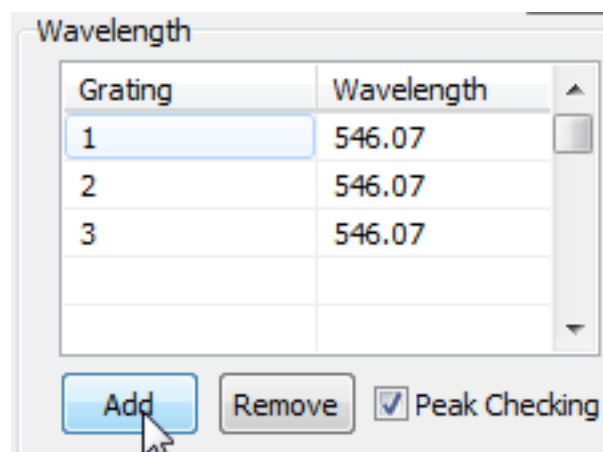 Wavelength
Grating Wavelength
1 546.07
2 546.07
3 546.07
Add Remove Peak Checking